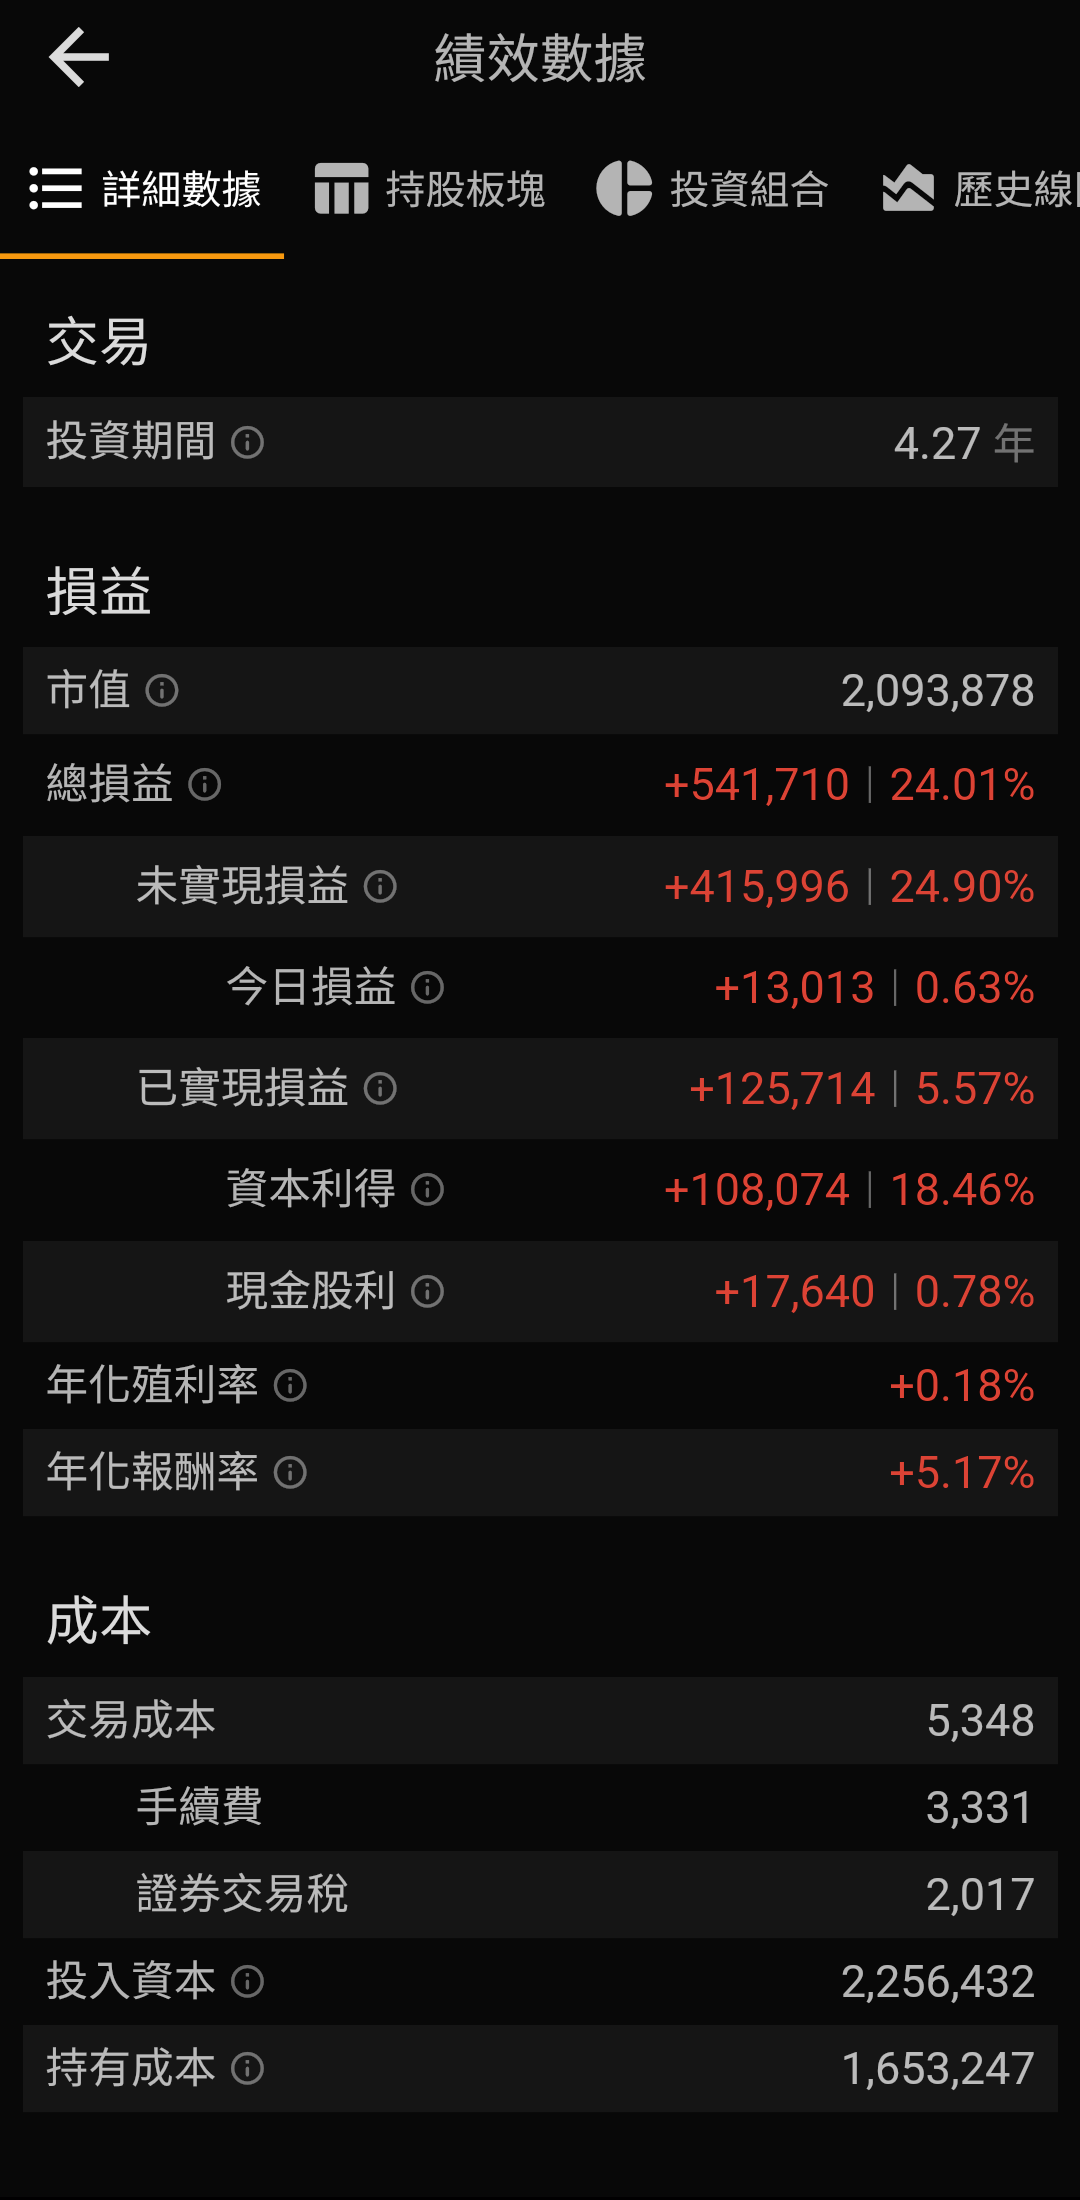 績效數據
詳細數據 持股板塊 投資組合 歷史線
交易
投資期間 4.27 年
損益
市值 2,093,878
總損益 +541,710 | 24.01%
未實現損益 +415,996 | 24.90%
今日損益 +13,013 | 0.63%
已實現損益 +125,714 | 5.57%
資本利得 +108,074 | 18.46%
現金股利 +17,640 | 0.78%
年化殖利率 +0.18%
年化報酬率 +5.17%
成本
交易成本 5,348
手續費 3,331
證券交易稅 2,017
投入資本 2,256,432
持有成本 1,653,247